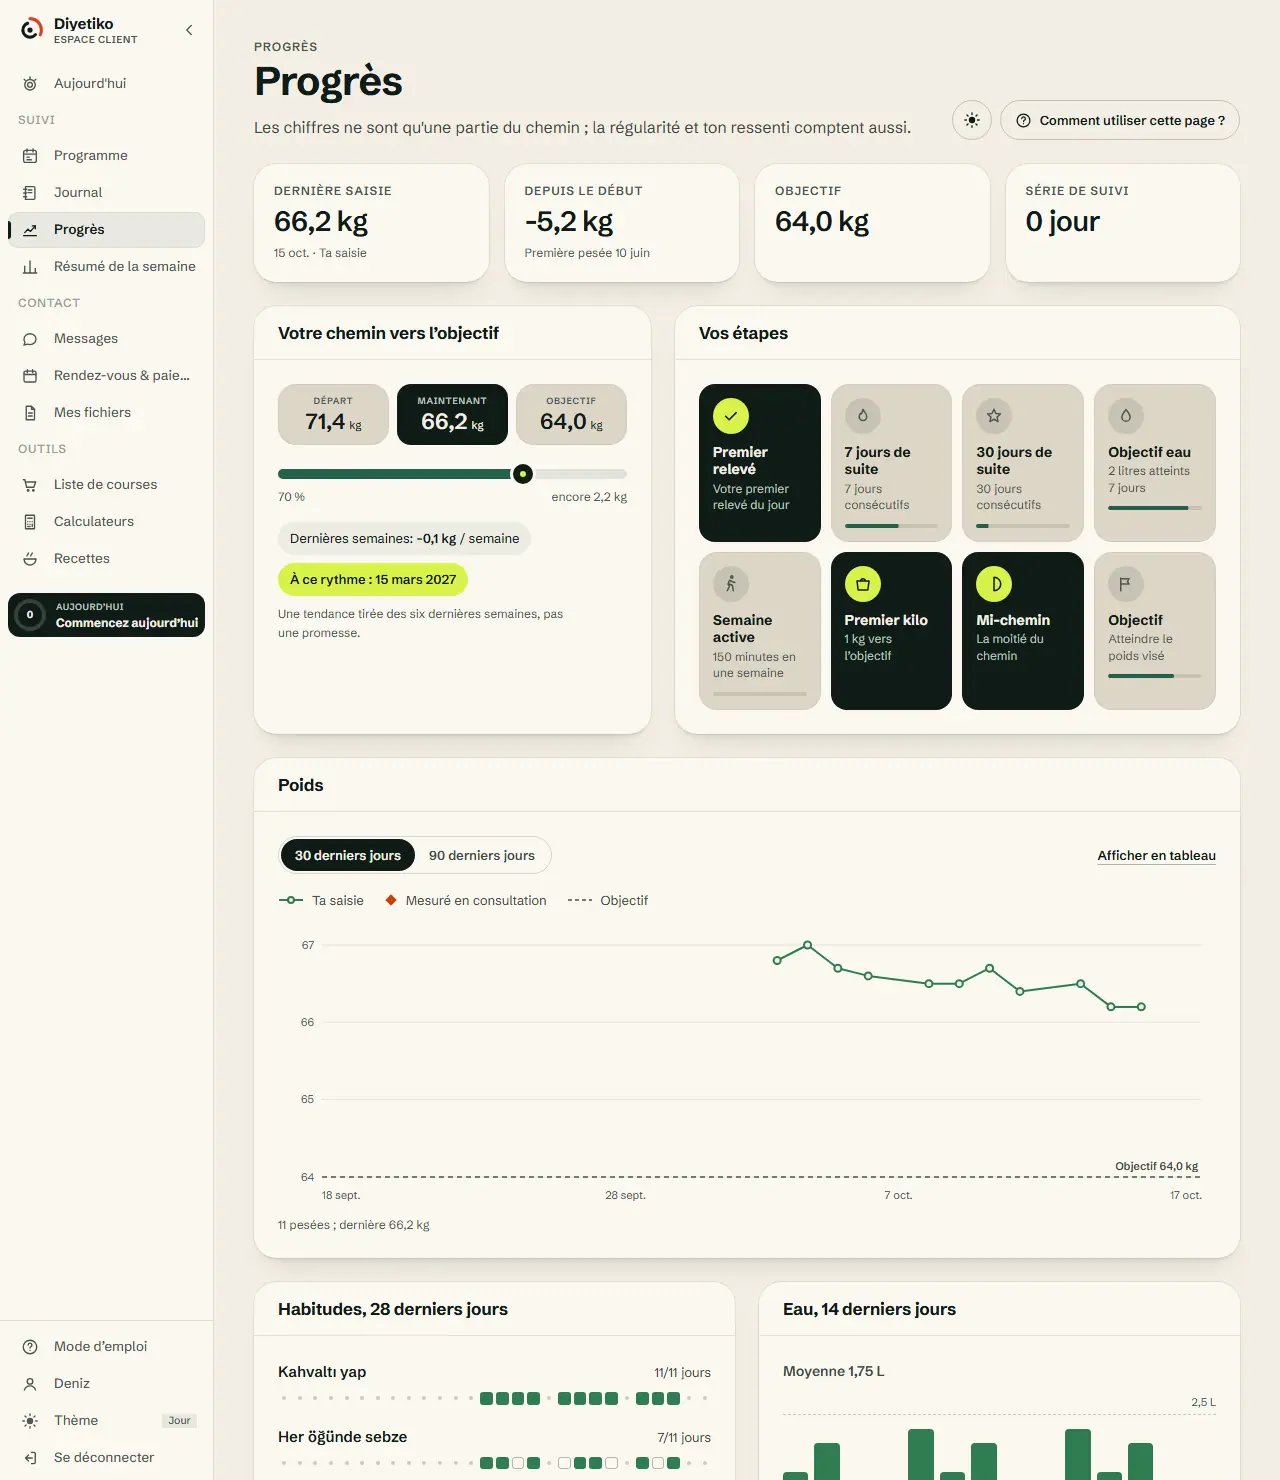 Diyetiko
ESPACE CLIENT
Aujourd'hui
SUIVI
Programme
Journal
Progrès
Résumé de la semaine
CONTACT
Messages
Rendez-vous & paie...
Mes fichiers
OUTILS
Liste de courses
Calculateurs
Recettes
0
AUJOURD'HUI
Commencez aujourd'hui
Mode d'emploi
Deniz
Thème
Jour
Se déconnecter
PROGRÈS
Progrès
Les chiffres ne sont qu'une partie du chemin ; la régularité et ton ressenti comptent aussi.
Comment utiliser cette page ?
DERNIÈRE SAISIE
66,2 kg
15 oct. · Ta saisie
DEPUIS LE DÉBUT
-5,2 kg
Première pesée 10 juin
OBJECTIF
64,0 kg
SÉRIE DE SUIVI
0 jour
Votre chemin vers l'objectif
DÉPART
71,4 kg
MAINTENANT
66,2 kg
OBJECTIF
64,0 kg
70 %
encore 2,2 kg
Dernières semaines: -0,1 kg / semaine
À ce rythme : 15 mars 2027
Une tendance tirée des six dernières semaines, pas
une promesse.
Vos étapes
Premier
relevé
Votre premier
relevé du jour
7 jours de
suite
7 jours
consécutifs
30 jours de
suite
30 jours
consécutifs
Objectif eau
2 litres atteints
7 jours
Semaine
active
150 minutes en
une semaine
Premier kilo
1 kg vers
l'objectif
Mi-chemin
La moitié du
chemin
Objectif
Atteindre le
poids visé
Poids
30 derniers jours
90 derniers jours
Afficher en tableau
Ta saisie
Mesuré en consultation
Objectif
67
66
65
64
Objectif 64,0 kg
18 sept.
28 sept.
7 oct.
17 oct.
11 pesées ; dernière 66,2 kg
Habitudes, 28 derniers jours
Kahvaltı yap
11/11 jours
Her öğünde sebze
7/11 jours
Eau, 14 derniers jours
Moyenne 1,75 L
2,5 L